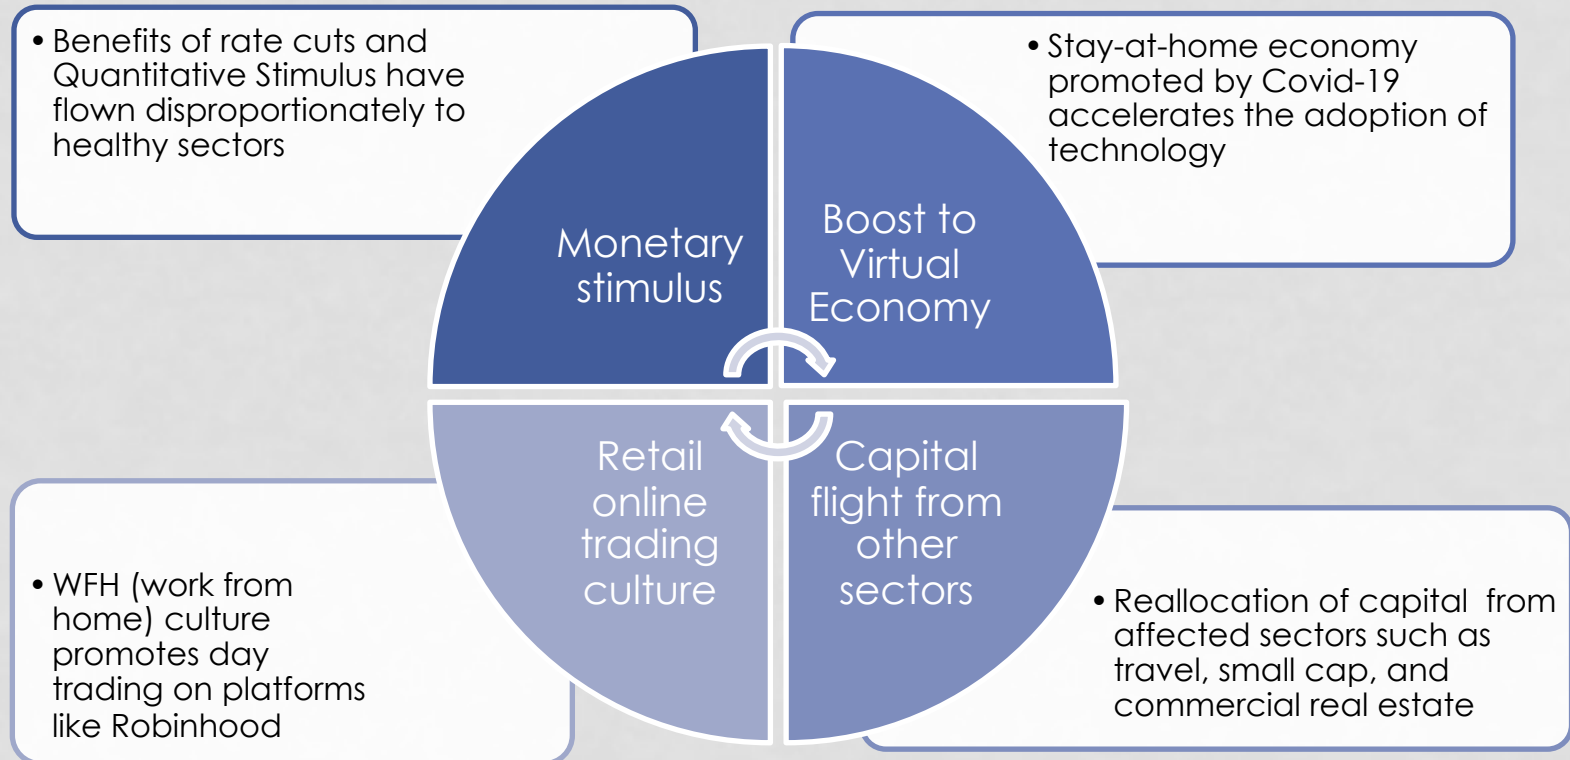 • Benefits of rate cuts and
Quantitative Stimulus have
flown disproportionately to
healthy sectors
• Stay-at-home economy
promoted by Covid-19
accelerates the adoption of
technology
Monetary
stimulus
Boost to
Virtual
Economy
Retail
online
trading
culture
Capital
flight from
other
sectors
• WFH (work from
home) culture
promotes day
trading on platforms
like Robinhood
• Reallocation of capital from
affected sectors such as
travel, small cap, and
commercial real estate